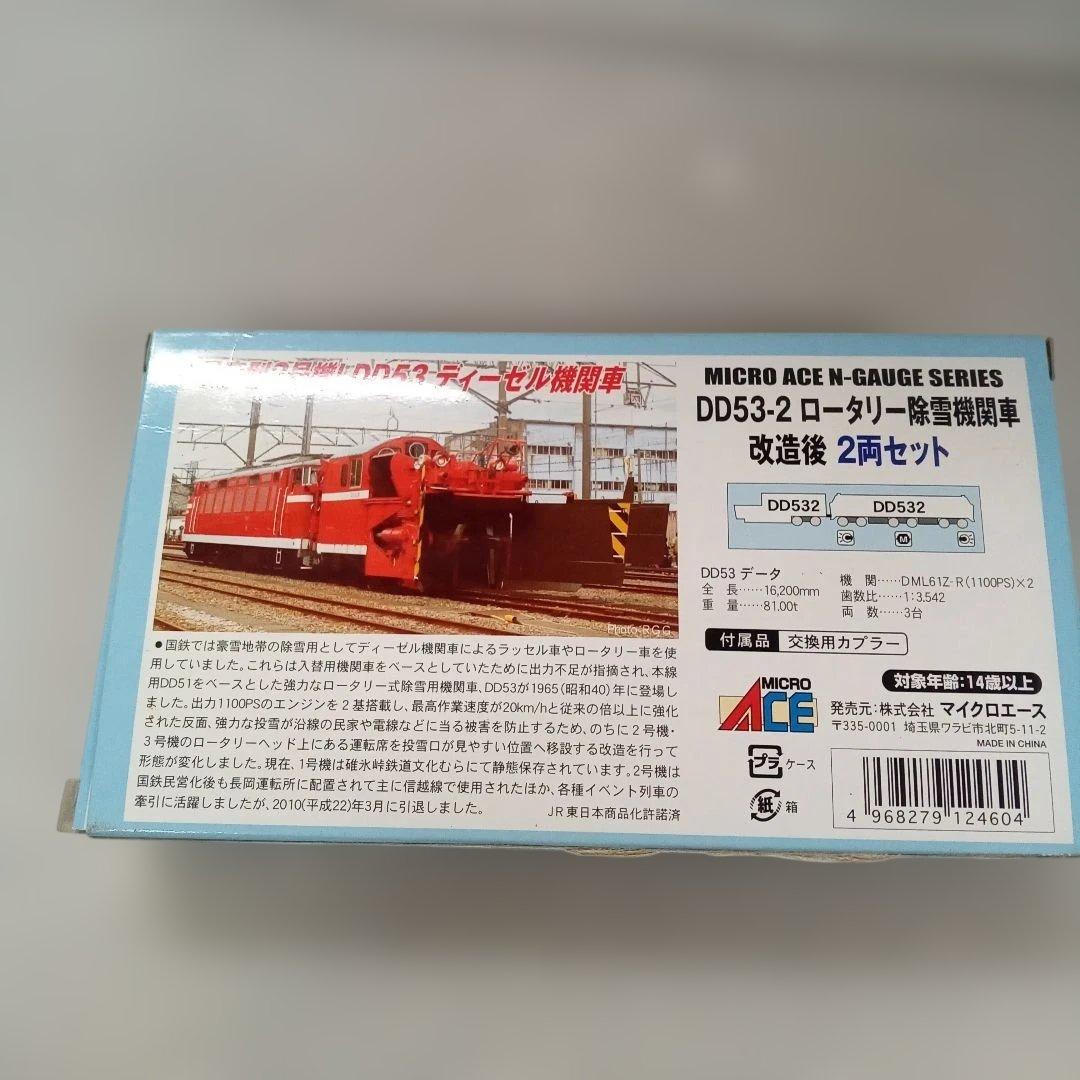 号機! DD53 ディーゼル機関車
Photo:R.G.G.
●国鉄では豪雪地帯の除雪用としてディーゼル機関車によるラッセル車やロータリー車を使
用していました。これらは入替用機関車をベースとしていたために出力不足が指摘され、本線
用DD51をベースとした強力なロータリー式除雪用機関車、DD53が1965(昭和40)年に登場し
ました。出力1100PSのエンジンを2基搭載し、最高作業速度が20km/hと従来の倍以上に強化
された反面、強力な投雪が沿線の民家や電線などに当る被害を防止するため、のちに2号機・
3号機のロータリーヘッド上にある運転席を投雪口が見やすい位置へ移設する改造を行って
形態が変化しました。現在、1号機は碓氷峠鉄道文化むらにて静態保存されています。2号機は
国鉄民営化後も長岡運転所に配置されて主に信越線で使用されたほか、各種イベント列車の
牽引に活躍しましたが、2010(平成22)年3月に引退しました。
JR東日本商品化許諾済
MICRO ACE N-GAUGE SERIES
DD53-2 ロータリー除雪機関車
改造後 2両セット
DD532 DD532
M
DD53 データ
全 長……16,200mm
重 量……81.00t
機 関……DML61Z-R(1100PS)×2
歯数比……1:3.542
両 数……3台
付属品 交換用カプラー
対象年齢:14歳以上
MICRO
ACE
発売元:株式会社 マイクロエース
〒335-0001 埼玉県ワラビ市北町5-11-2
MADE IN CHINA
プラ ケース
紙 箱
4 968279 124604